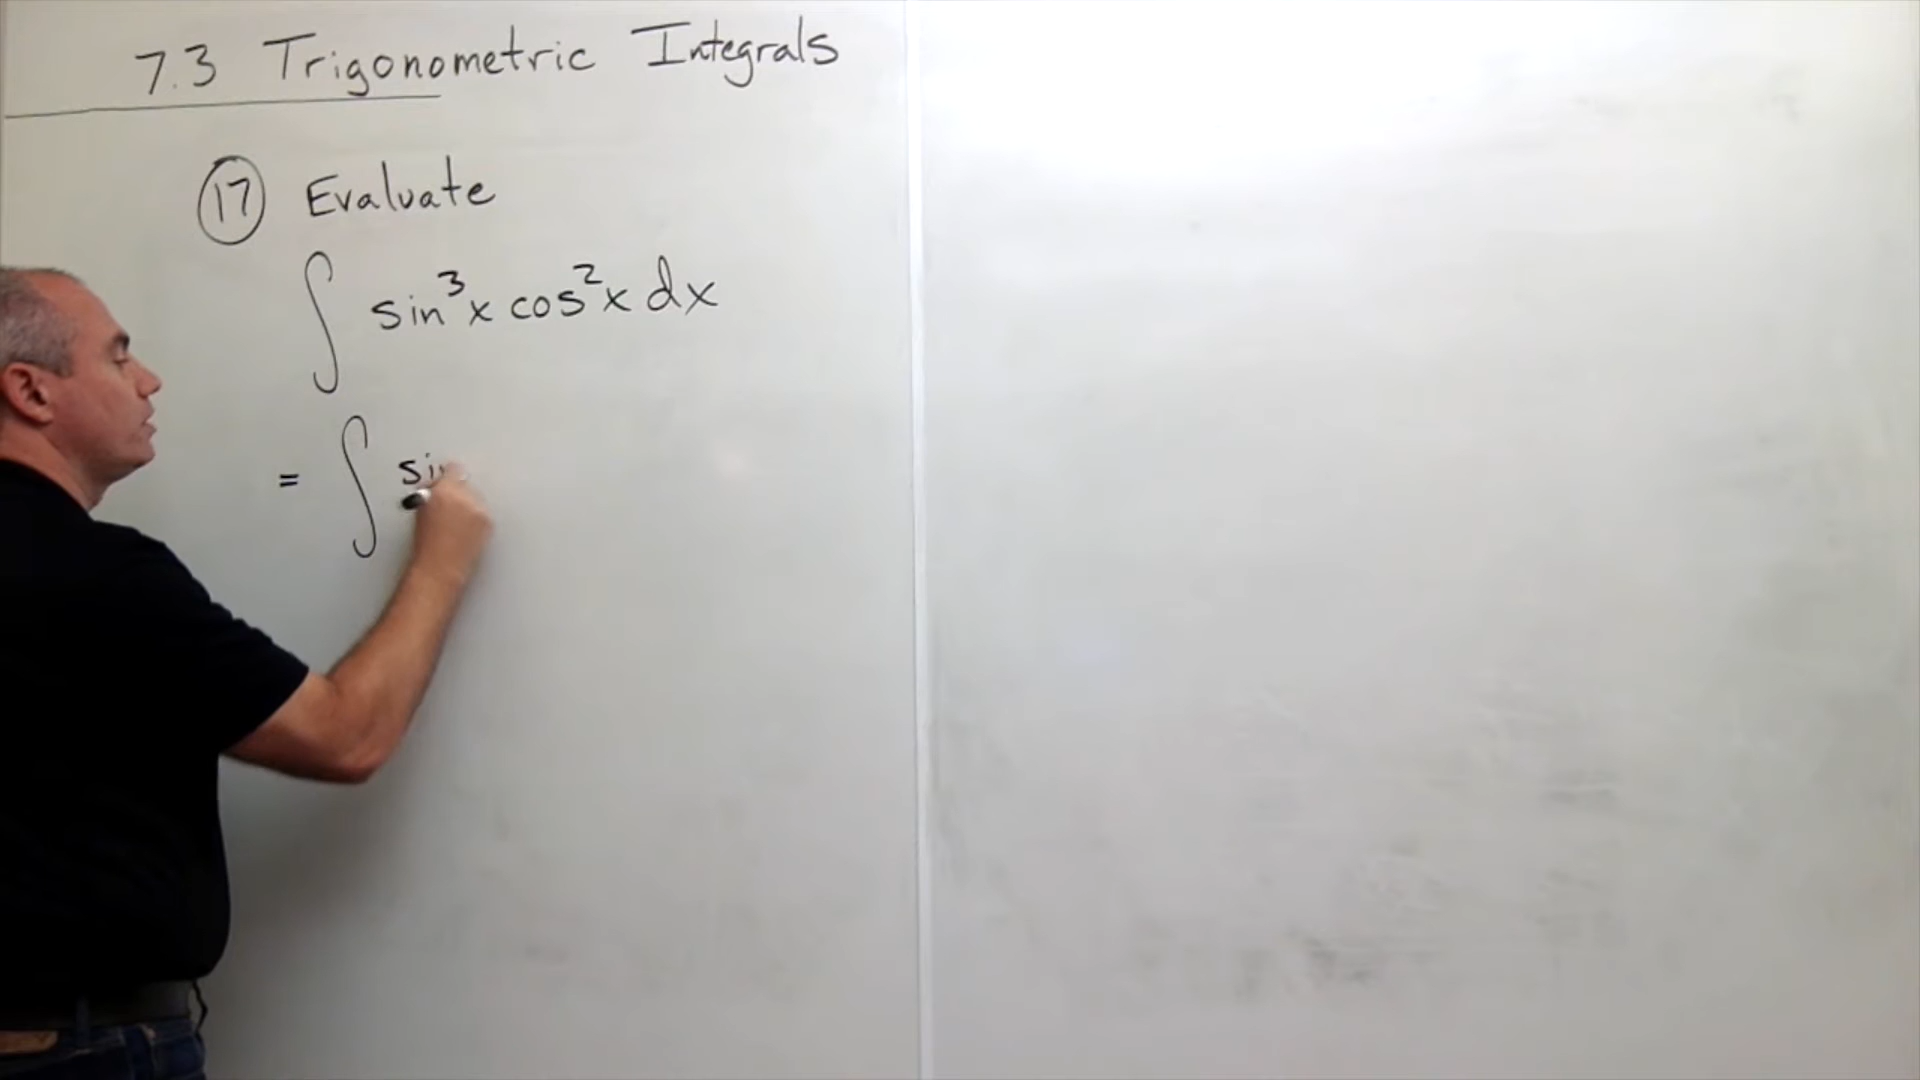 7.3 Trigonometric Integrals
17 Evaluate
∫ sin³x cos²x dx
= ∫ si